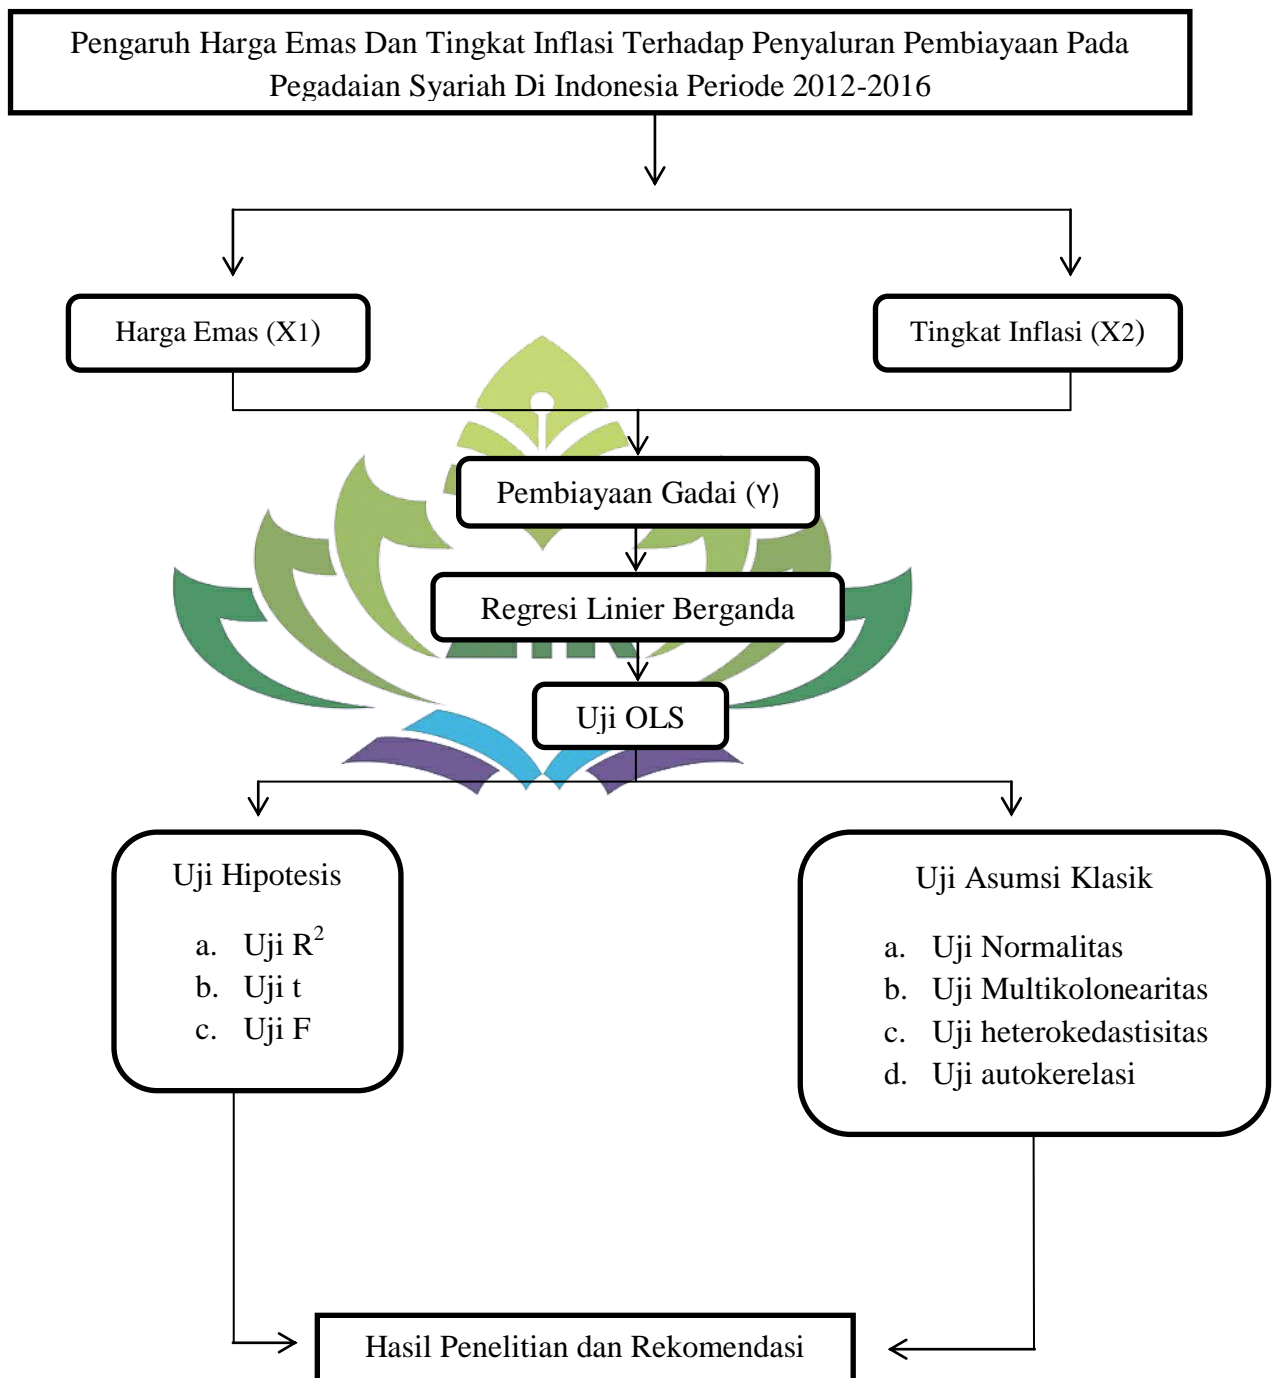 Pengaruh Harga Emas Dan Tingkat Inflasi Terhadap Penyaluran Pembiayaan Pada
Pegadaian Syariah Di Indonesia Periode 2012-2016
Harga Emas (X1)
Tingkat Inflasi (X2)
Pembiayaan Gadai (Y)
Regresi Linier Berganda
Uji OLS
Uji Hipotesis
a. Uji R²
b. Uji t
c. Uji F
Uji Asumsi Klasik
a. Uji Normalitas
b. Uji Multikolonearitas
c. Uji heterokedastisitas
d. Uji autokerelasi
Hasil Penelitian dan Rekomendasi